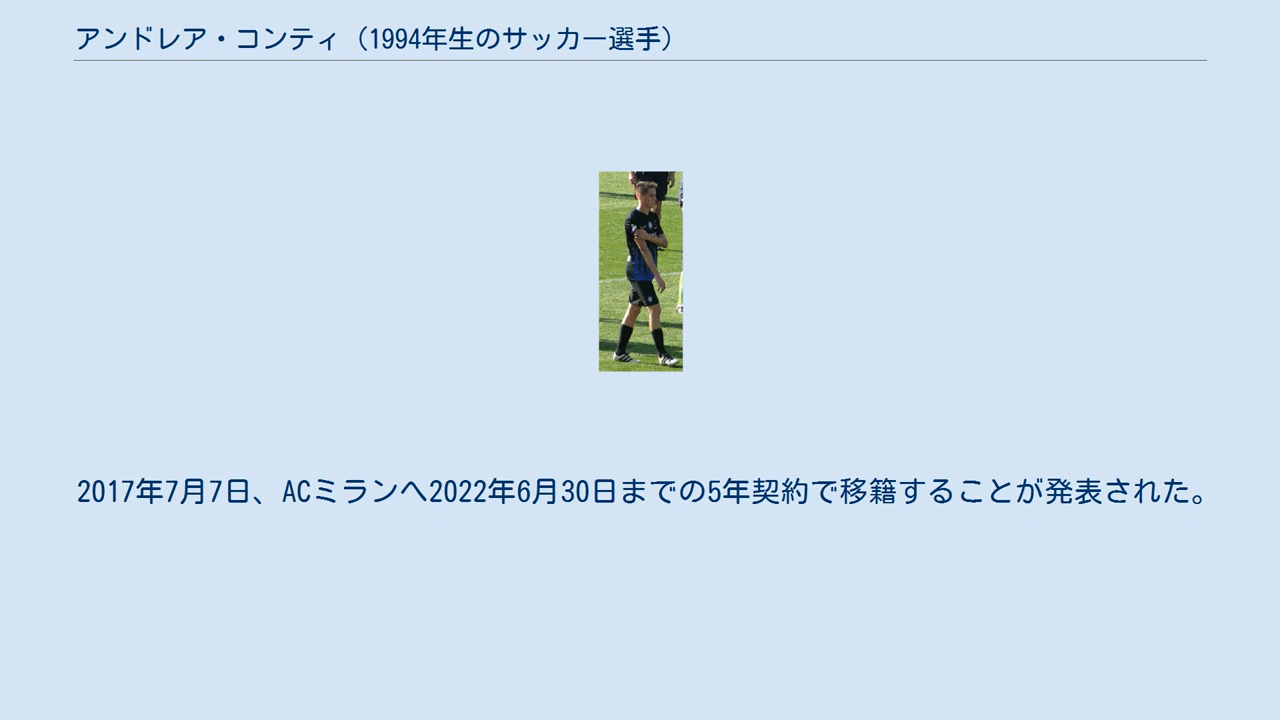 アンドレア・コンティ（1994年生のサッカー選手）
2017年7月7日、ACミランへ2022年6月30日までの5年契約で移籍することが発表された。